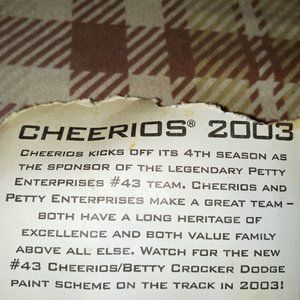 CHEERIOS® 2003
CHEERIOS KICKS OFF ITS 4TH SEASON AS
THE SPONSOR OF THE LEGENDARY PETTY
ENTERPRISES #43 TEAM. CHEERIOS AND
PETTY ENTERPRISES MAKE A GREAT TEAM –
BOTH HAVE A LONG HERITAGE OF
EXCELLENCE AND BOTH VALUE FAMILY
ABOVE ALL ELSE. WATCH FOR THE NEW
#43 CHEERIOS/BETTY CROCKER DODGE
PAINT SCHEME ON THE TRACK IN 2003!